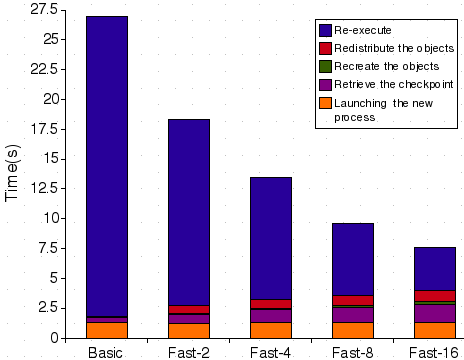 27.5
25
22.5
20
17.5
15
12.5
10
7.5
5
2.5
0
Time(s)
Re-execute
Redistribute the objects
Recreate the objects
Retrieve the checkpoint
Launching the new
process
Basic
Fast-2
Fast-4
Fast-8
Fast-16